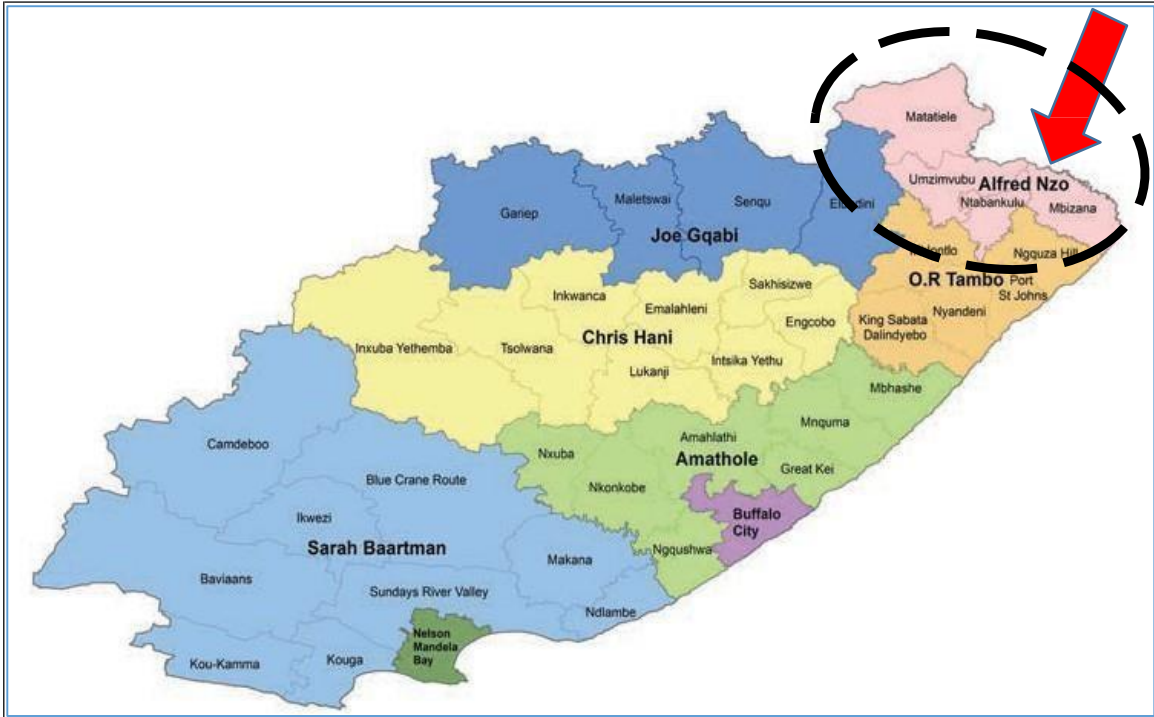 Matatiele
Umzimvubu
Alfred Nzo
Ntabankulu
Mbizana
Gariep
Maletswai
Senqu
Joe Gqabi
Ngquza Hill
O.R Tambo
Port
St Johns
Nyandeni
King Sabata
Dalindyebo
Sakhisizwe
Inkwanca
Emalahleni
Engcobo
Chris Hani
Inxuba Yethemba
Tsolwana
Intsika Yethu
Lukanji
Mbhashe
Mnquma
Amahlathi
Amathole
Great Kei
Nxuba
Nkonkobe
Buffalo
City
Ngqushwa
Camdeboo
Blue Crane Route
Ikwezi
Sarah Baartman
Makana
Baviaans
Sundays River Valley
Ndlambe
Nelson
Mandela
Bay
Kouga
Kou-Kamma